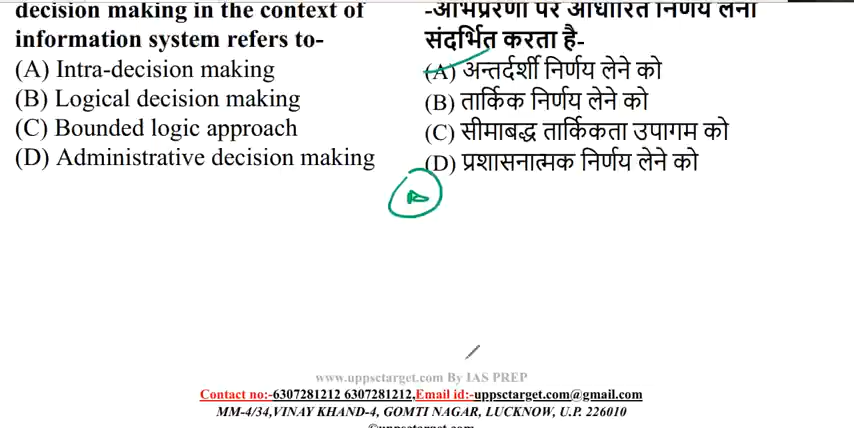 decision making in the context of
information system refers to-
(A) Intra-decision making
(B) Logical decision making
(C) Bounded logic approach
(D) Administrative decision making
-अभिप्रेरणा पर आधारित निर्णय लेना
संदर्भित करता है-
(A) अन्तर्दर्शी निर्णय लेने को
(B) तार्किक निर्णय लेने को
(C) सीमाबद्ध तार्किकता उपागम को
(D) प्रशासनात्मक निर्णय लेने को
www.uppsctarget.com By IAS PREP
Contact no:-6307281212 6307281212,Email id:-uppsctarget.com@gmail.com
MM-4/34,VINAY KHAND-4, GOMTI NAGAR, LUCKNOW, U.P. 226010